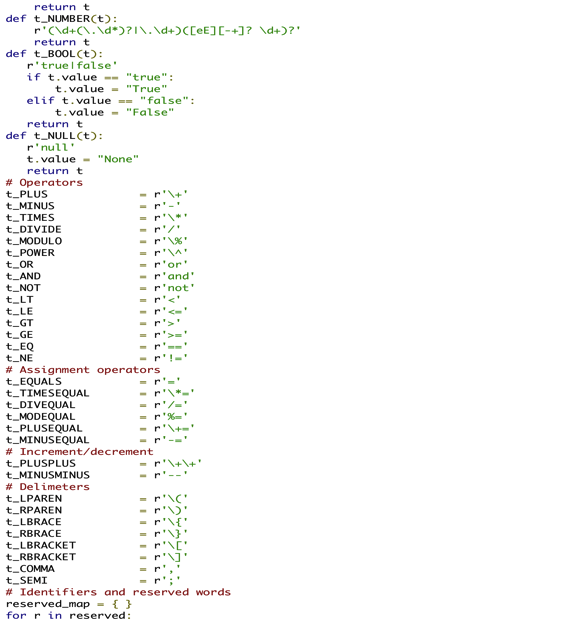 return t
def t_NUMBER(t):
    r'(\d+(\.\d*)?|\.\d+)([eE][-+]? \d+)?'
    return t
def t_BOOL(t):
   r'true|false'
   if t.value == "true":
       t.value = "True"
   elif t.value == "false":
       t.value = "False"
   return t
def t_NULL(t):
   r'null'
   t.value = "None"
   return t
# Operators
t_PLUS = r'\+'
t_MINUS = r'-'
t_TIMES = r'\*'
t_DIVIDE = r'/'
t_MODULO = r'\%'
t_POWER = r'\^'
t_OR = r'or'
t_AND = r'and'
t_NOT = r'not'
t_LT = r'<'
t_LE = r'<='
t_GT = r'>'
t_GE = r'>='
t_EQ = r'=='
t_NE = r'!='
# Assignment operators
t_EQUALS = r'='
t_TIMESEQUAL = r'\*='
t_DIVEQUAL = r'/='
t_MODEQUAL = r'%='
t_PLUSEQUAL = r'\+='
t_MINUSEQUAL = r'-='
# Increment/decrement
t_PLUSPLUS = r'\+\+'
t_MINUSMINUS = r'--'
# Delimeters
t_LPAREN = r'\('
t_RPAREN = r'\)'
t_LBRACE = r'\{'
t_RBRACE = r'\}'
t_LBRACKET = r'\['
t_RBRACKET = r'\]'
t_COMMA = r','
t_SEMI = r';'
# Identifiers and reserved words
reserved_map = { }
for r in reserved: